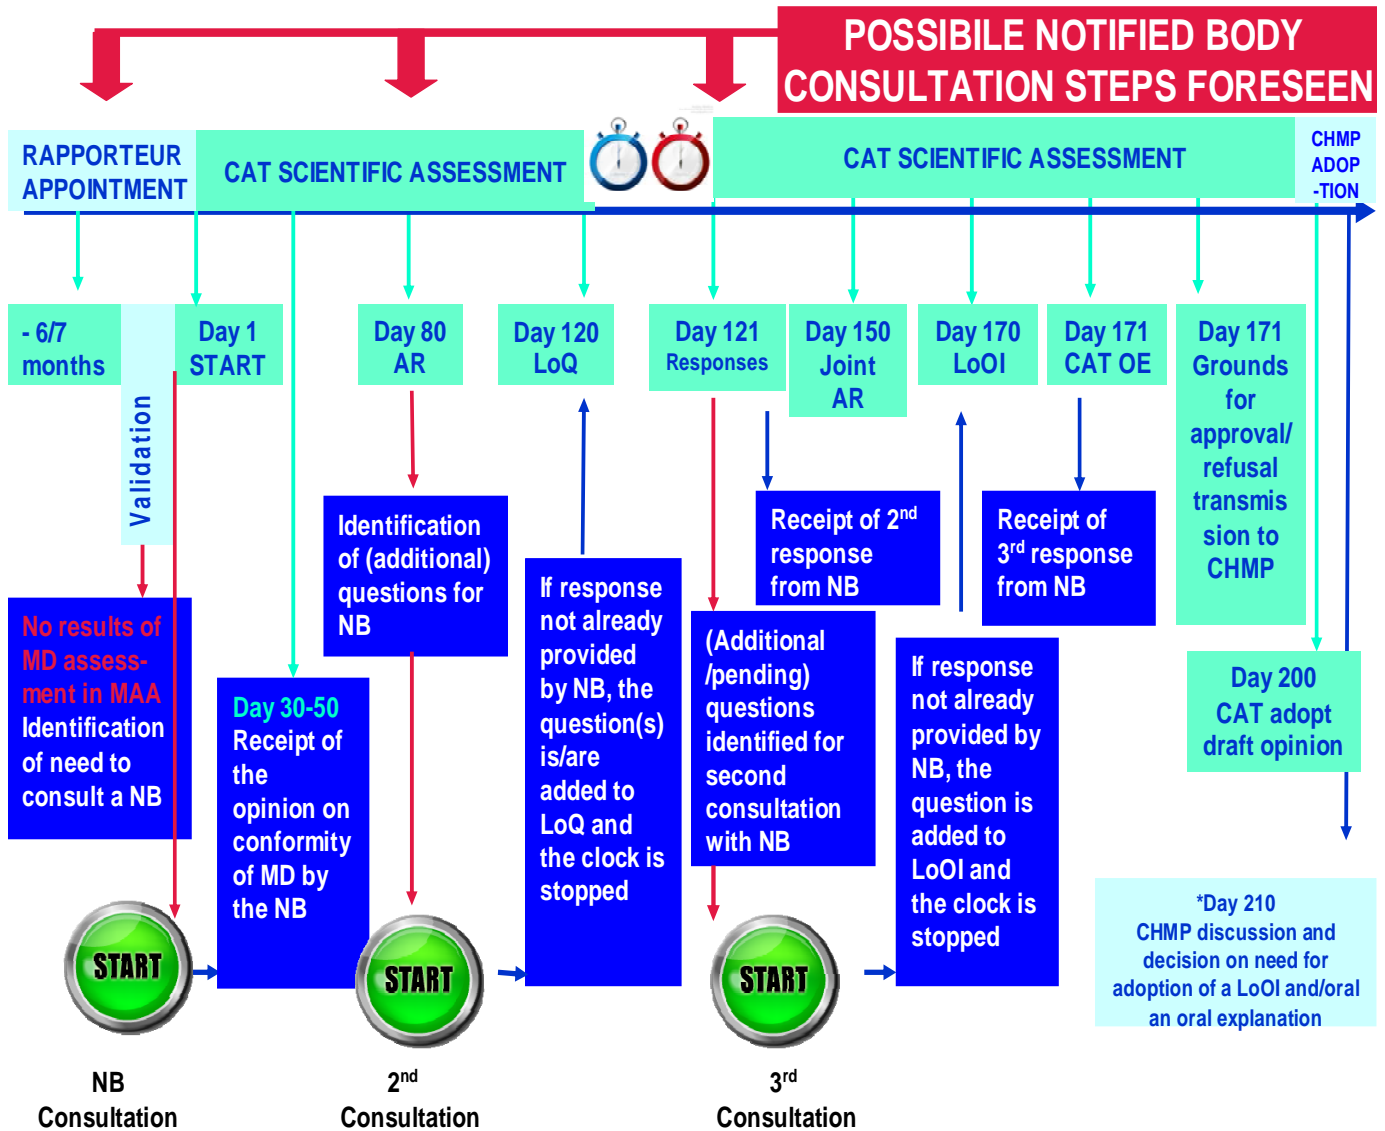 POSSIBILE NOTIFIED BODY
CONSULTATION STEPS FORESEEN
RAPPORTEUR
APPOINTMENT
CAT SCIENTIFIC ASSESSMENT
CAT SCIENTIFIC ASSESSMENT
CHMP
ADOP
-TION
- 6/7
months
Validation
Day 1
START
Day 80
AR
Day 120
LoQ
Day 121
Responses
Day 150
Joint
AR
Day 170
LoOI
Day 171
CAT OE
Day 171
Grounds
for
approval/
refusal
transmis
sion to
CHMP
No results of
MD assess-
ment in MAA
Identification
of need to
consult a NB
Day 30-50
Receipt of
the
opinion on
conformity
of MD by
the NB
Identification
of (additional)
questions for
NB
If response
not already
provided
by NB, the
question(s)
is/are
added to
LoQ and
the clock is
stopped
Receipt of 2nd
response
from NB
(Additional
/pending)
questions
identified for
second
consultation
with NB
If response
not already
provided by
NB, the
question is
added to
LoOI and
the clock is
stopped
Receipt of
3rd response
from NB
Day 200
CAT adopt
draft opinion
*Day 210
CHMP discussion and
decision on need for
adoption of a LoOI and/oral
an oral explanation
START
START
START
NB
Consultation
2nd
Consultation
3rd
Consultation